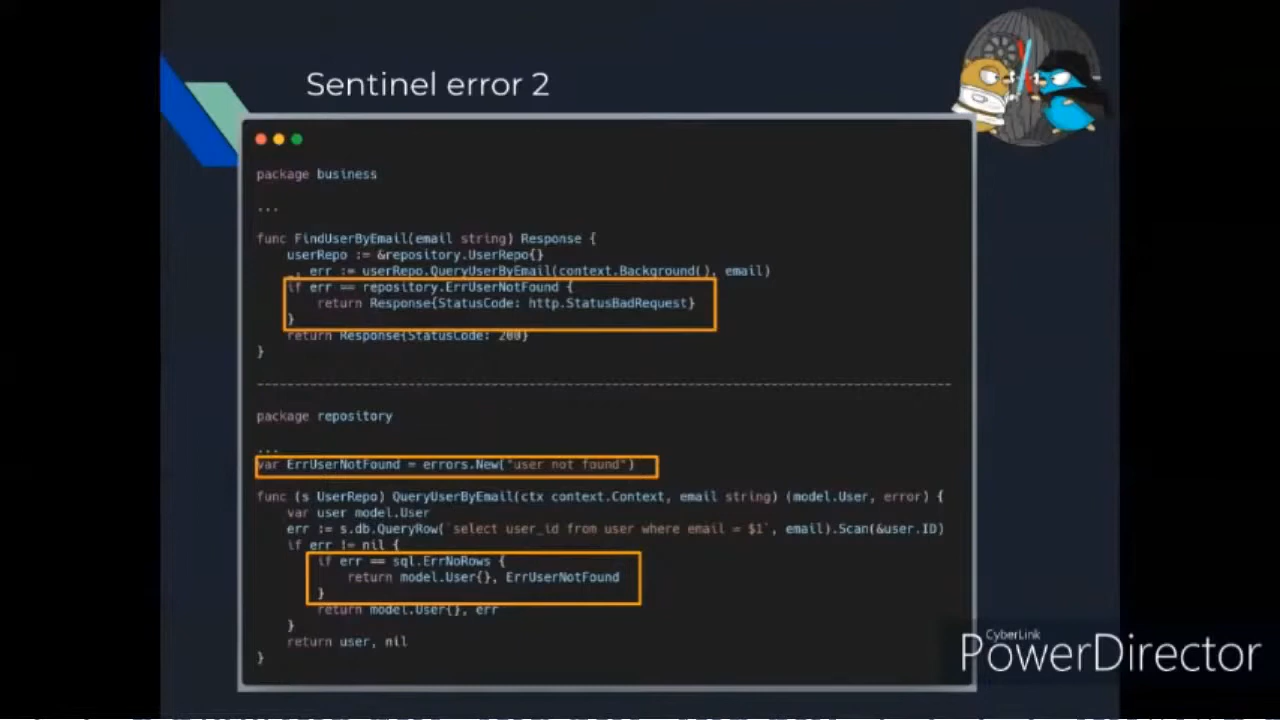 Sentinel error 2
package business
...
func FindUserByEmail(email string) Response {
    userRepo := &repository.UserRepo{}
    _, err := userRepo.QueryUserByEmail(context.Background(), email)
    if err == repository.ErrUserNotFound {
        return Response{StatusCode: http.StatusBadRequest}
    }
    return Response{StatusCode: 200}
}
--------------------------------------------------------------------------------------------
package repository
...
var ErrUserNotFound = errors.New("user not found")
func (s UserRepo) QueryUserByEmail(ctx context.Context, email string) (model.User, error) {
    var user model.User
    err := s.db.QueryRow(`select user_id from user where email = $1`, email).Scan(&user.ID)
    if err != nil {
        if err == sql.ErrNoRows {
            return model.User{}, ErrUserNotFound
        }
        return model.User{}, err
    }
    return user, nil
}
CyberLink
PowerDirector